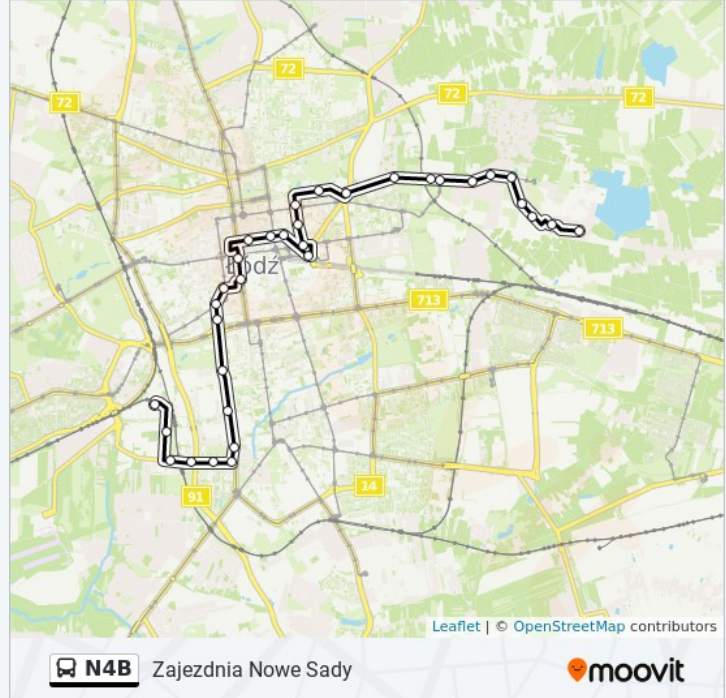 72
72
72
72
Łódź
713
713
14
91
Leaflet | © OpenStreetMap contributors
N4B Zajezdnia Nowe Sady
moovit